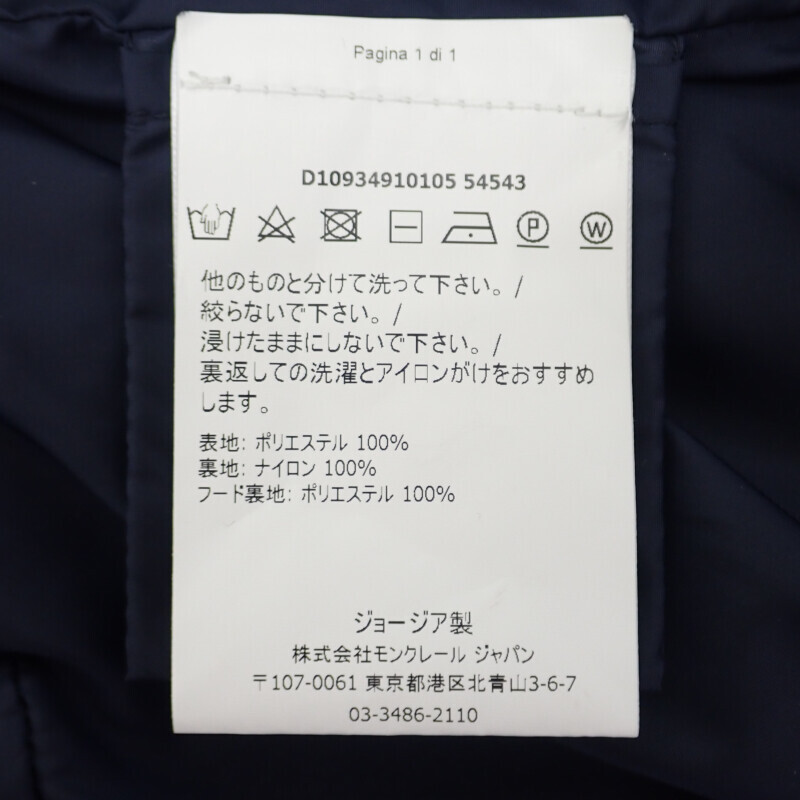 Pagina 1 di 1
D10934910105 54543
P W
他のものと分けて洗って下さい。/
絞らないで下さい。/
浸けたままにしないで下さい。/
裏返しての洗濯とアイロンがけをおすすめ
します。
表地: ポリエステル 100%
裏地: ナイロン 100%
フード裏地: ポリエステル 100%
ジョージア製
株式会社モンクレール ジャパン
〒107-0061 東京都港区北青山3-6-7
03-3486-2110